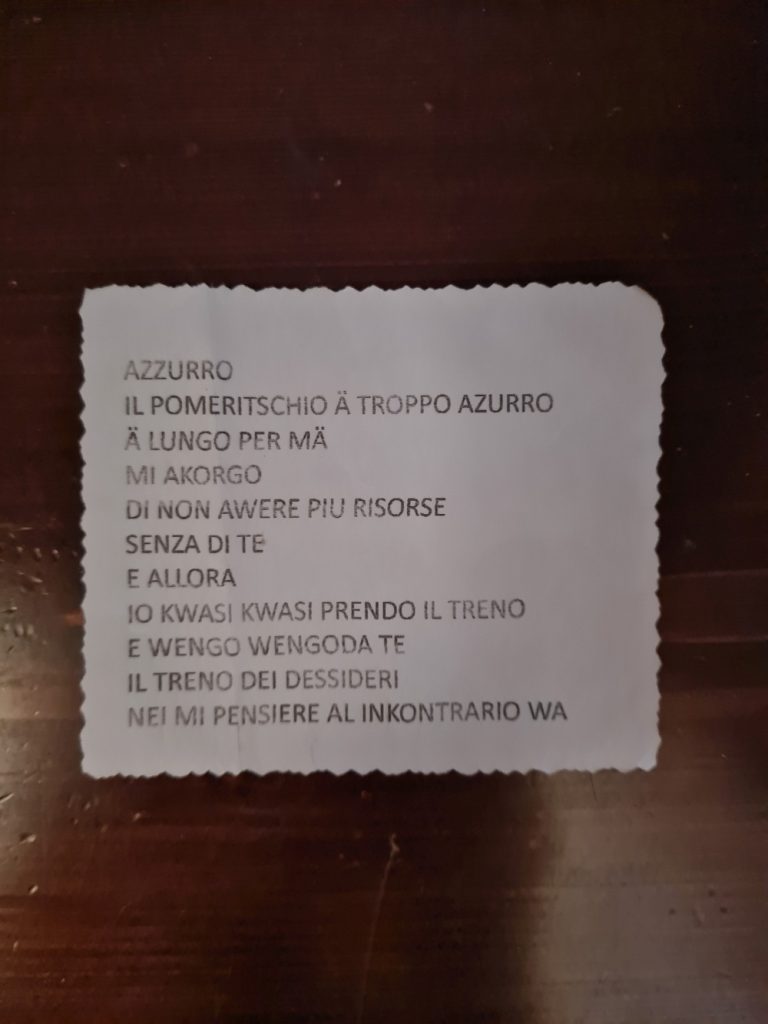 AZZURRO
IL POMERITSCHIO Ä TROPPO AZURRO
Ä LUNGO PER MÄ
MI AKORGO
DI NON AWERE PIU RISORSE
SENZA DI TE
E ALLORA
IO KWASI KWASI PRENDO IL TRENO
E WENGO WENGODA TE
IL TRENO DEI DESSIDERI
NEI MI PENSIERE AL INKONTRARIO WA